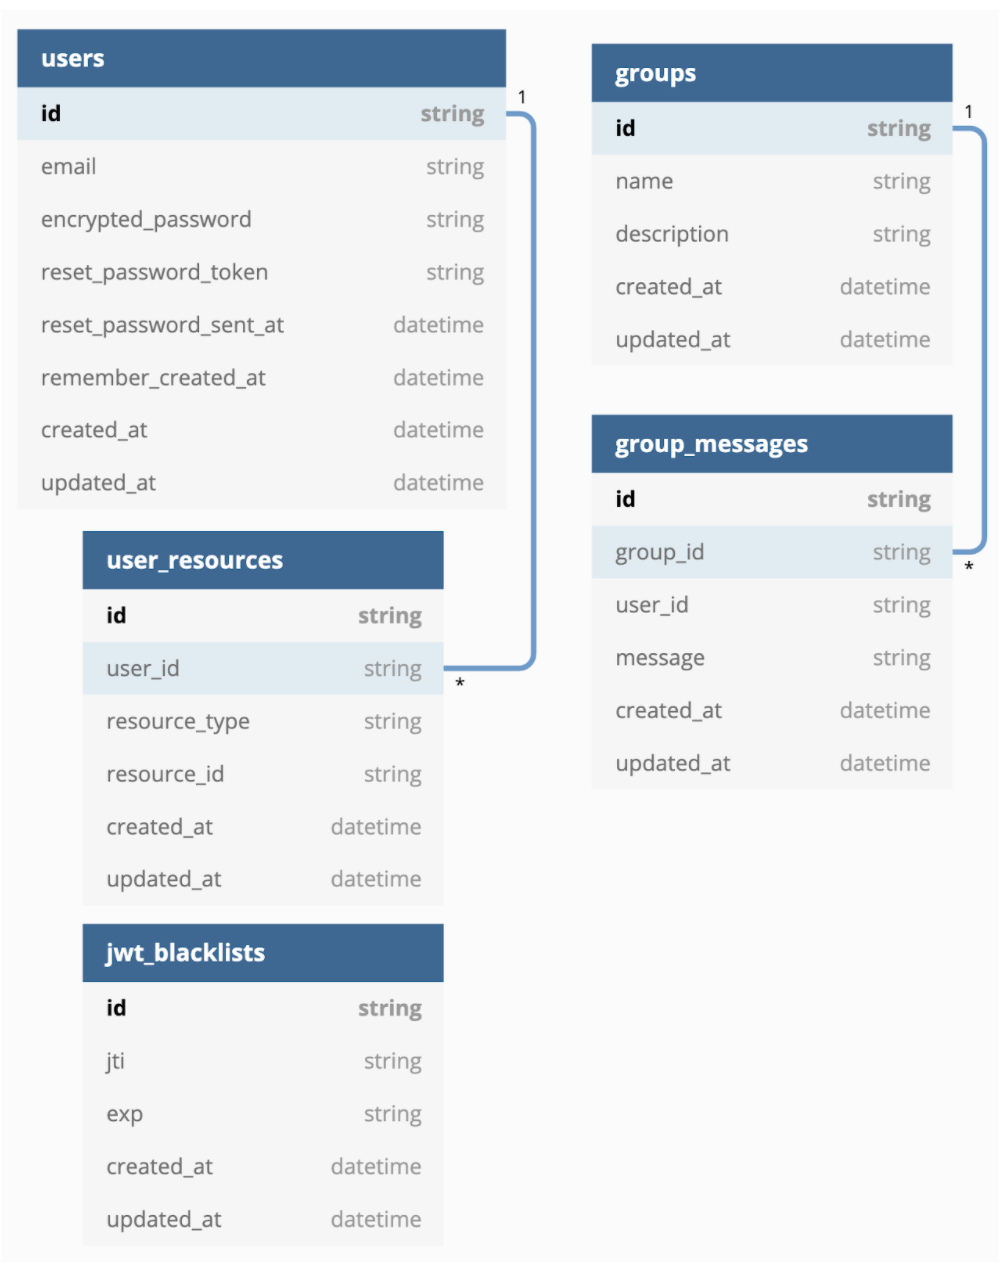 users
id string
email string
encrypted_password string
reset_password_token string
reset_password_sent_at datetime
remember_created_at datetime
created_at datetime
updated_at datetime
1
user_resources
id string
user_id string
*
resource_type string
resource_id string
created_at datetime
updated_at datetime
jwt_blacklists
id string
jti string
exp string
created_at datetime
updated_at datetime
groups
1
id string
name string
description string
created_at datetime
updated_at datetime
group_messages
id string
group_id string
*
user_id string
message string
created_at datetime
updated_at datetime